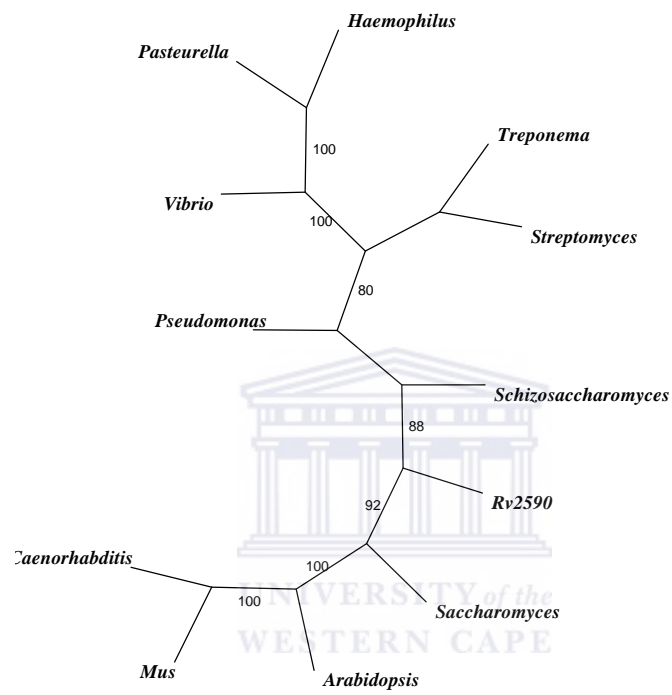 Haemophilus
Pasteurella
Treponema
100
Vibrio
100
Streptomyces
80
Pseudomonas
Schizosaccharomyces
88
Rv2590
92
100
Caenorhabditis
100
UNIVERSITY of the
Saccharomyces
WESTERN CAPE
Mus
Arabidopsis